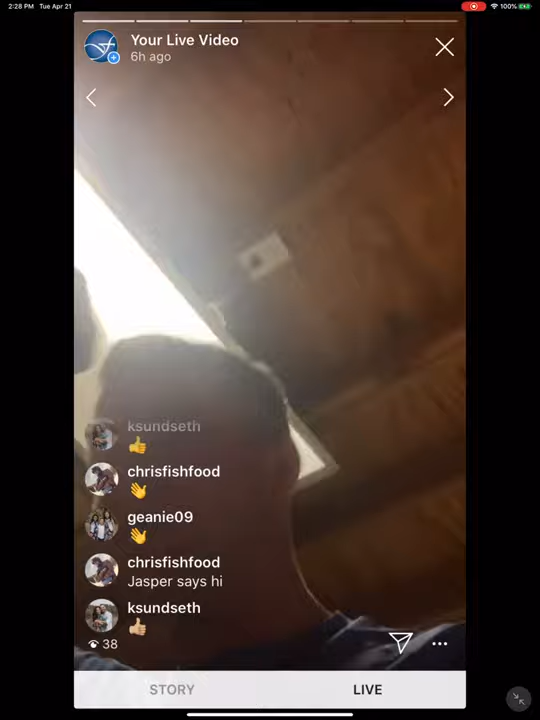 2:28 PM Tue Apr 21
100%
Your Live Video
6h ago
ksundseth
👍
chrisfishfood
👋
geanie09
👋
chrisfishfood
Jasper says hi
ksundseth
👍🏼
38
STORY LIVE